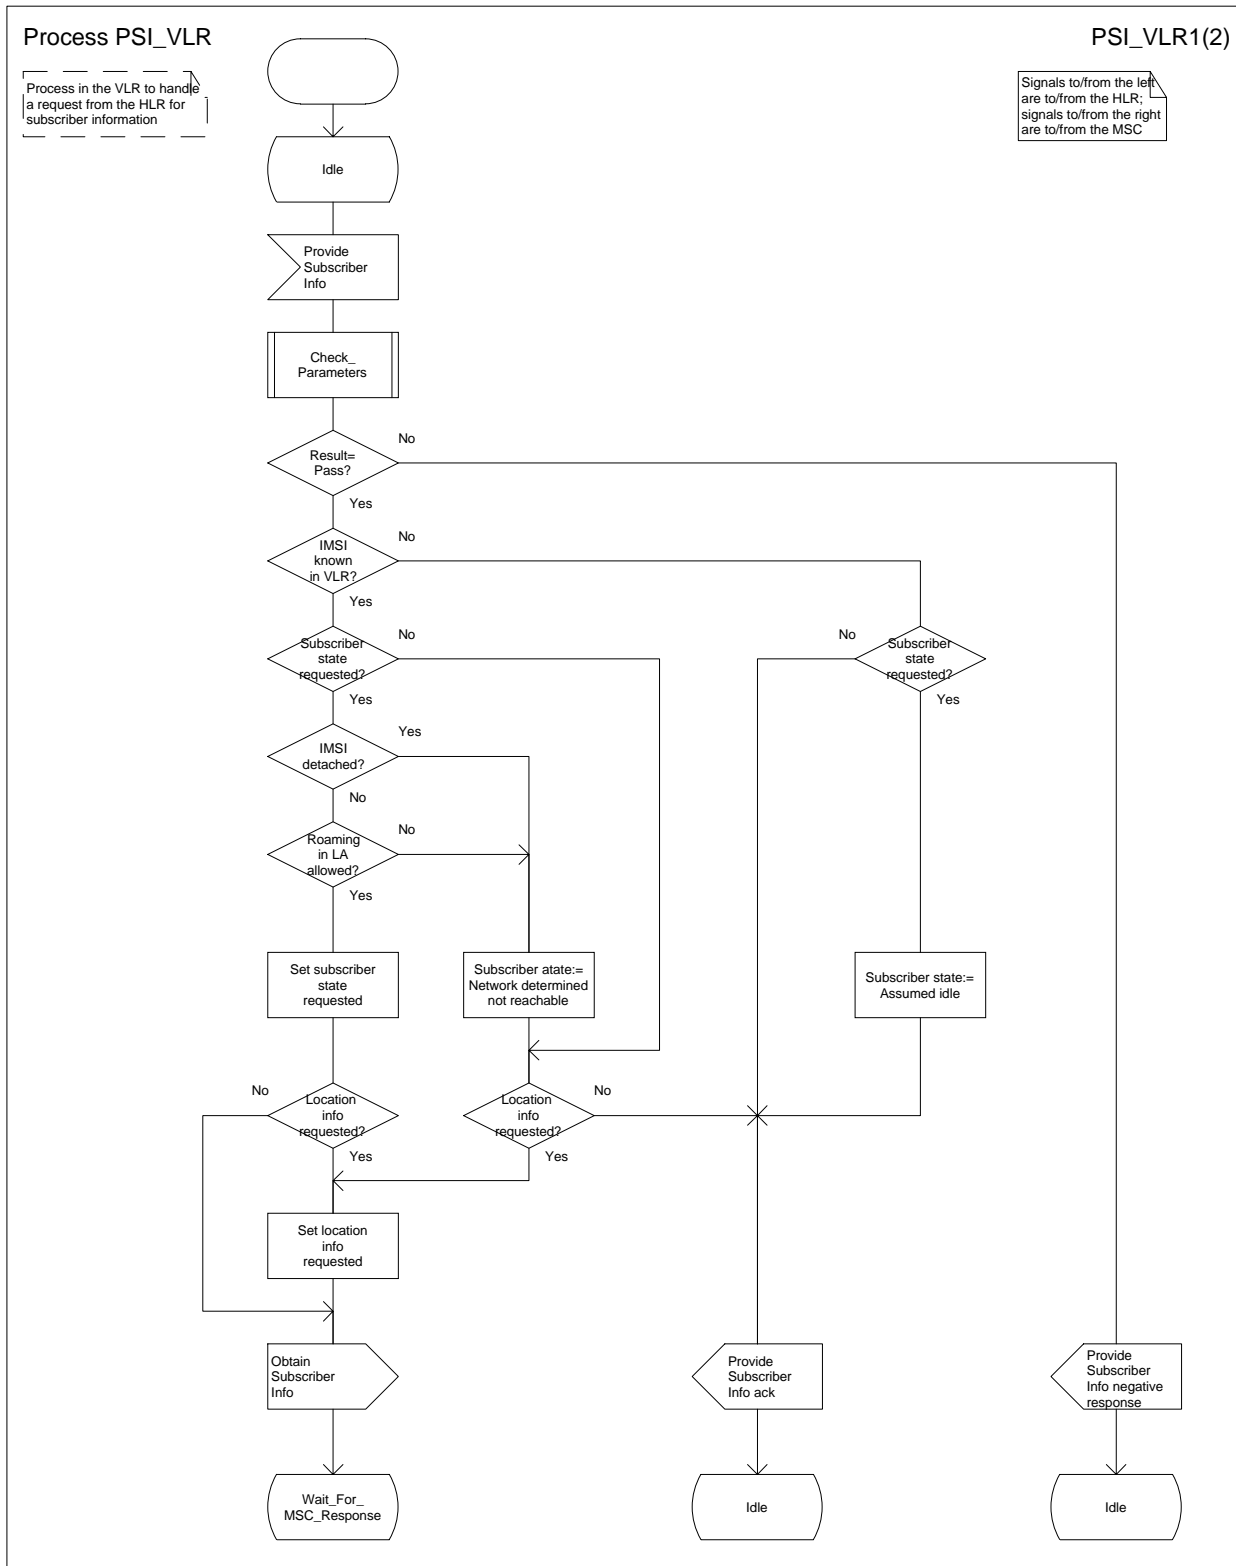 Process PSI_VLR
PSI_VLR1(2)
Process in the VLR to handle
a request from the HLR for
subscriber information
Signals to/from the left
are to/from the HLR;
signals to/from the right
are to/from the MSC
Idle
Provide
Subscriber
Info
Check_
Parameters
Result=
Pass?
No
Yes
IMSI
known
in VLR?
No
Yes
Subscriber
state
requested?
No
Yes
Subscriber
state
requested?
No
Yes
IMSI
detached?
Yes
No
Roaming
in LA
allowed?
No
Yes
Set subscriber
state
requested
Subscriber atate:=
Network determined
not reachable
Subscriber state:=
Assumed idle
Location
info
requested?
No
Yes
Location
info
requested?
No
Yes
Set location
info
requested
Obtain
Subscriber
Info
Provide
Subscriber
Info ack
Provide
Subscriber
Info negative
response
Wait_For_
MSC_Response
Idle
Idle